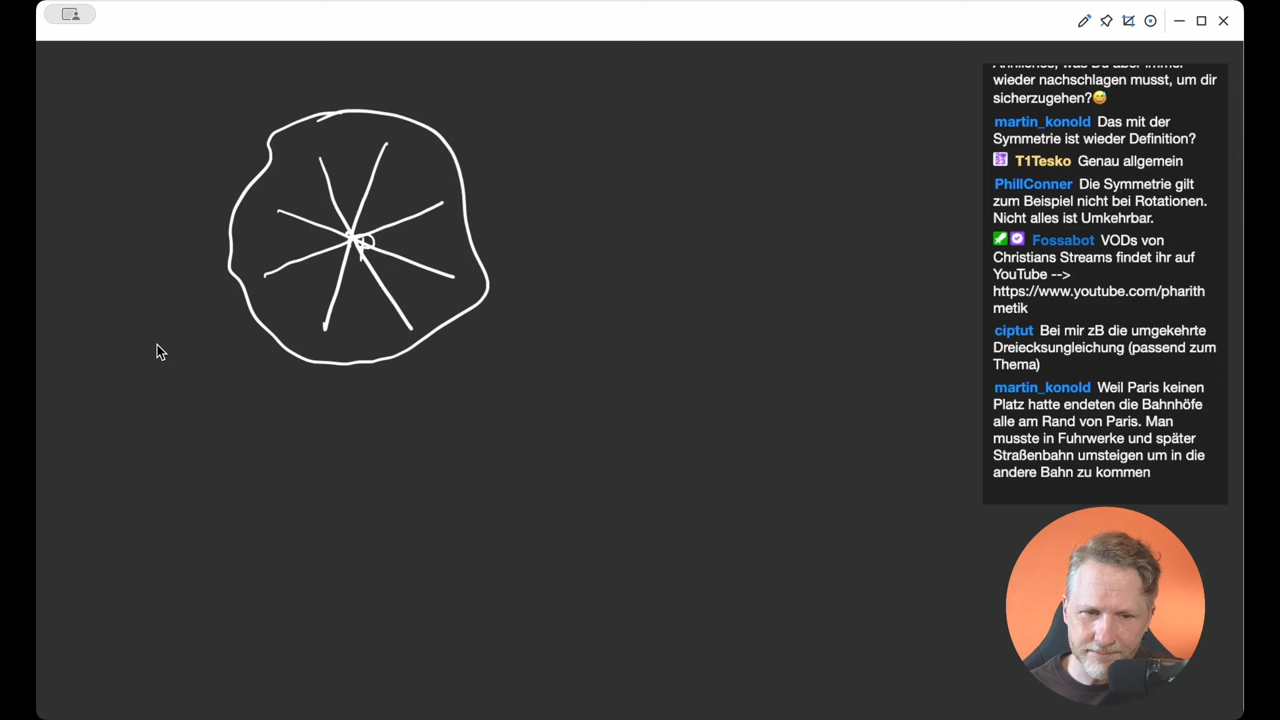 wieder nachschlagen musst, um dir
sicherzugehen?😅
martin_konold Das mit der
Symmetrie ist wieder Definition?
T1Tesko Genau allgemein
PhillConner Die Symmetrie gilt
zum Beispiel nicht bei Rotationen.
Nicht alles ist Umkehrbar.
Fossabot VODs von
Christians Streams findet ihr auf
YouTube -->
https://www.youtube.com/pharith
metik
ciptut Bei mir zB die umgekehrte
Dreiecksungleichung (passend zum
Thema)
martin_konold Weil Paris keinen
Platz hatte endeten die Bahnhöfe
alle am Rand von Paris. Man
musste in Fuhrwerke und später
Straßenbahn umsteigen um in die
andere Bahn zu kommen
P